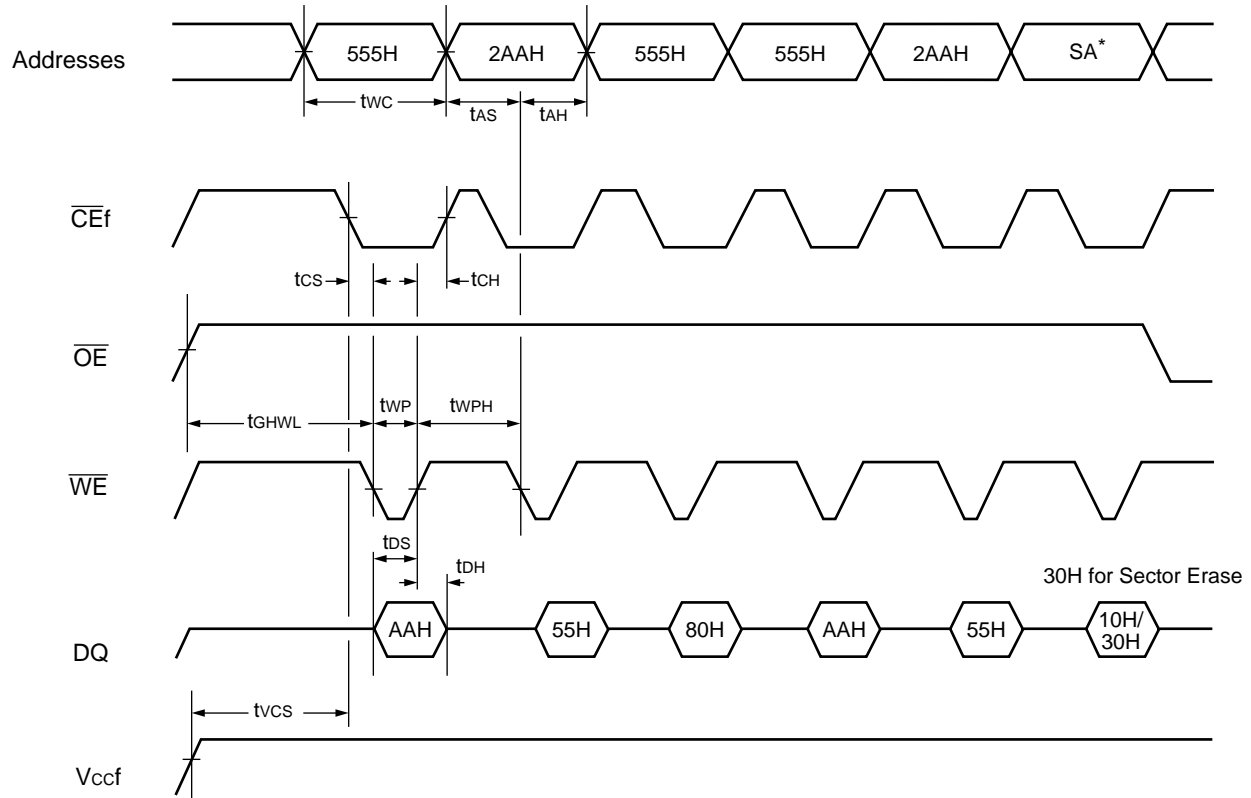 Addresses 555H 2AAH 555H 555H 2AAH SA*
tWC tAS tAH
CEf
tCS tCH
OE
tGHWL tWP tWPH
WE
tDS
tDH
30H for Sector Erase
DQ AAH 55H 80H AAH 55H 10H/
30H
tVCS
VCCf